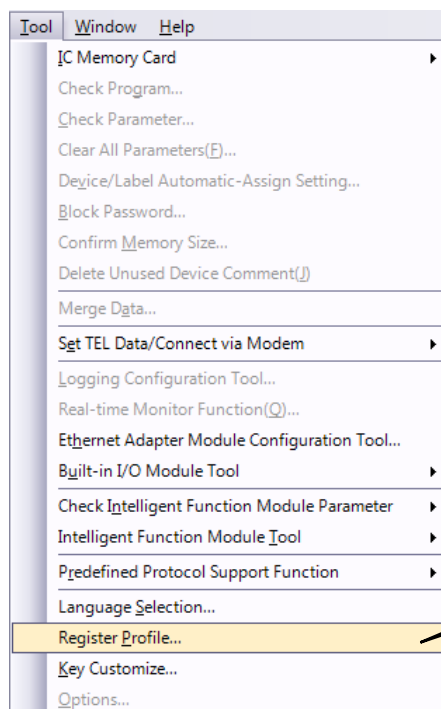 Tool Window Help
IC Memory Card
Check Program...
Check Parameter...
Clear All Parameters(F)...
Device/Label Automatic-Assign Setting...
Block Password...
Confirm Memory Size...
Delete Unused Device Comment(J)
Merge Data...
Set TEL Data/Connect via Modem
Logging Configuration Tool...
Real-time Monitor Function(Q)...
Ethernet Adapter Module Configuration Tool...
Built-in I/O Module Tool
Check Intelligent Function Module Parameter
Intelligent Function Module Tool
Predefined Protocol Support Function
Language Selection...
Register Profile...
Key Customize...
Options...